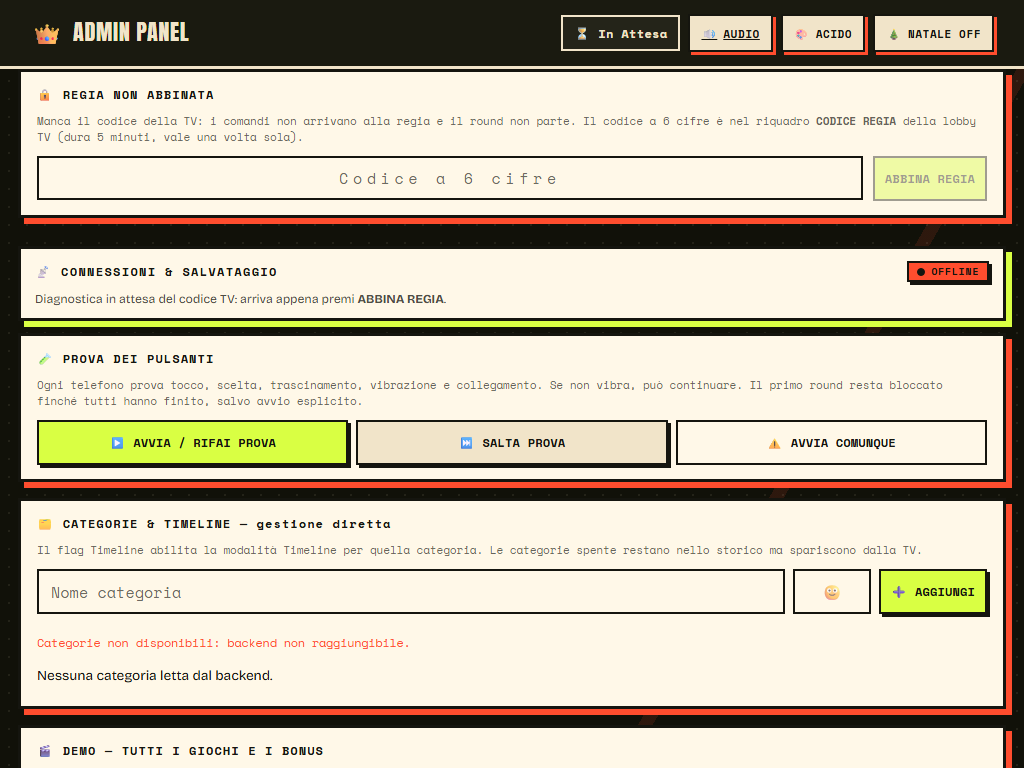 ADMIN PANEL
In Attesa
AUDIO
ACIDO
NATALE OFF
REGIA NON ABBINATA
Manca il codice della TV: i comandi non arrivano alla regia e il round non parte. Il codice a 6 cifre è nel riquadro CODICE REGIA della lobby
TV (dura 5 minuti, vale una volta sola).
Codice a 6 cifre
ABBINA REGIA
CONNESSIONI & SALVATAGGIO
OFFLINE
Diagnostica in attesa del codice TV: arriva appena premi ABBINA REGIA.
PROVA DEI PULSANTI
Ogni telefono prova tocco, scelta, trascinamento, vibrazione e collegamento. Se non vibra, può continuare. Il primo round resta bloccato
finché tutti hanno finito, salvo avvio esplicito.
AVVIA / RIFAI PROVA
SALTA PROVA
AVVIA COMUNQUE
CATEGORIE & TIMELINE — gestione diretta
Il flag Timeline abilita la modalità Timeline per quella categoria. Le categorie spente restano nello storico ma spariscono dalla TV.
Nome categoria
AGGIUNGI
Categorie non disponibili: backend non raggiungibile.
Nessuna categoria letta dal backend.
DEMO — TUTTI I GIOCHI E I BONUS